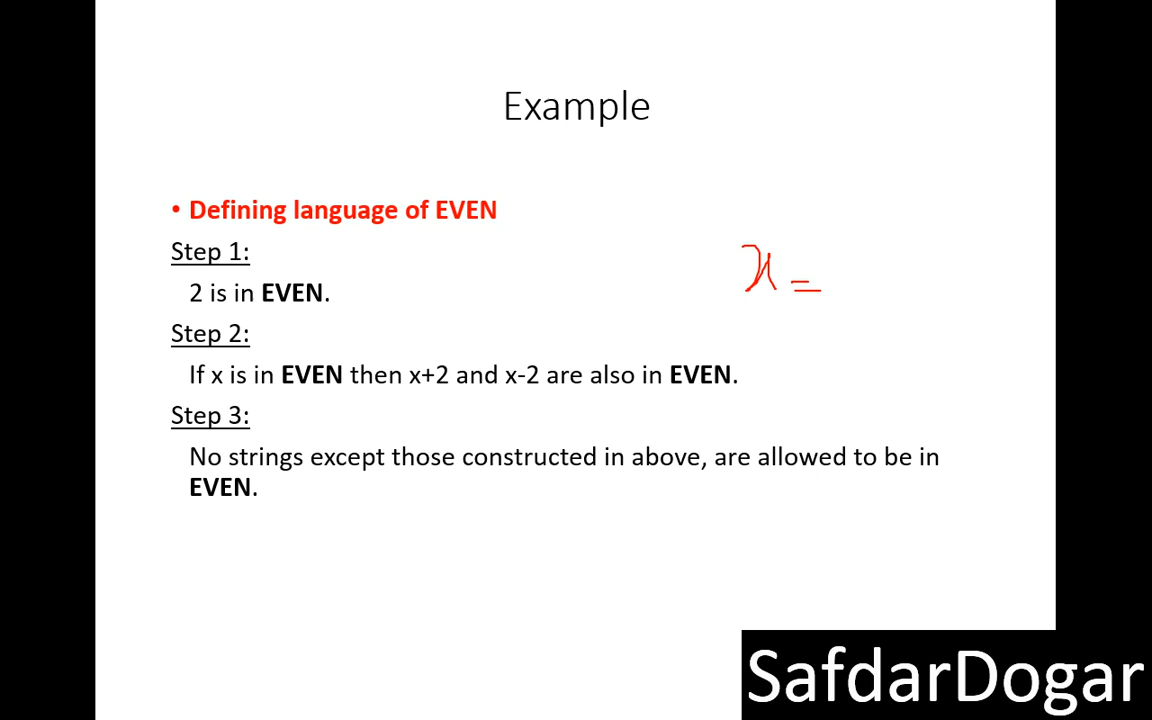 Example
• Defining language of EVEN
Step 1:
x =
2 is in EVEN.
Step 2:
If x is in EVEN then x+2 and x-2 are also in EVEN.
Step 3:
No strings except those constructed in above, are allowed to be in
EVEN.
SafdarDogar